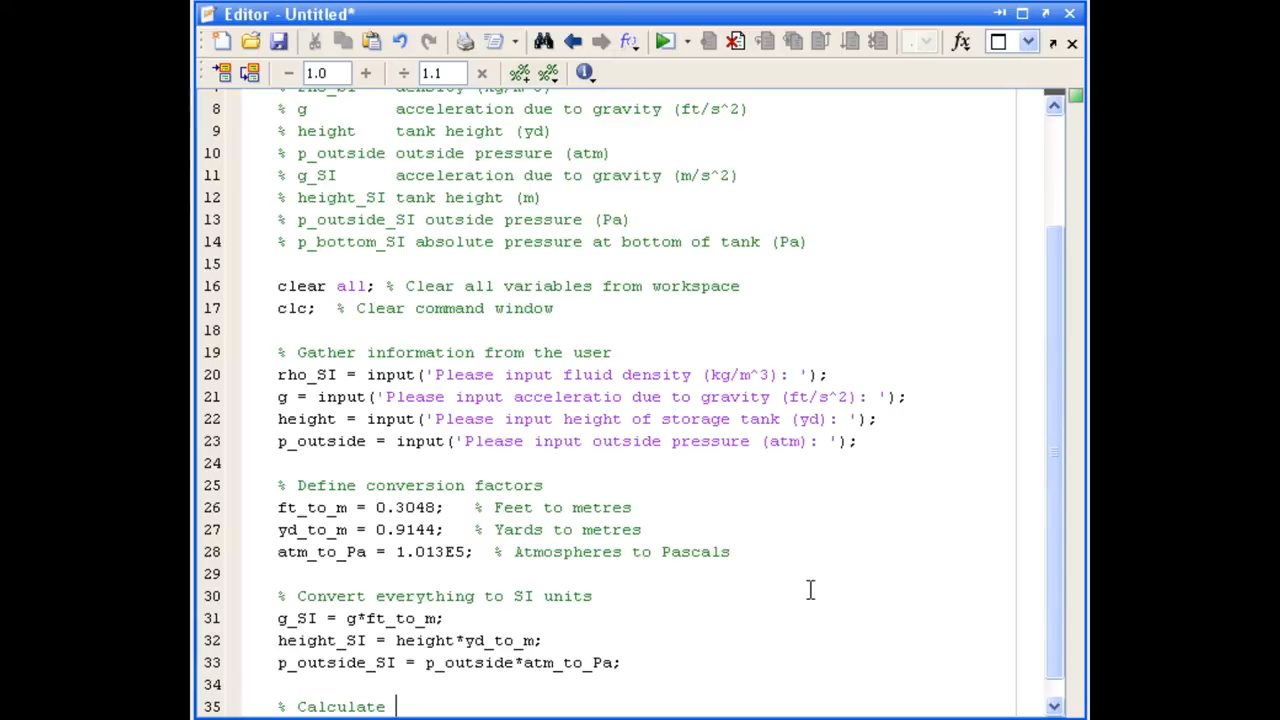 Editor - Untitled*
1.0
1.1
% rho_SI density (kg/m^3)
8 % g acceleration due to gravity (ft/s^2)
9 % height tank height (yd)
10 % p_outside outside pressure (atm)
11 % g_SI acceleration due to gravity (m/s^2)
12 % height_SI tank height (m)
13 % p_outside_SI outside pressure (Pa)
14 % p_bottom_SI absolute pressure at bottom of tank (Pa)
15
16 clear all; % Clear all variables from workspace
17 clc; % Clear command window
18
19 % Gather information from the user
20 rho_SI = input('Please input fluid density (kg/m^3): ');
21 g = input('Please input acceleratio due to gravity (ft/s^2): ');
22 height = input('Please input height of storage tank (yd): ');
23 p_outside = input('Please input outside pressure (atm): ');
24
25 % Define conversion factors
26 ft_to_m = 0.3048; % Feet to metres
27 yd_to_m = 0.9144; % Yards to metres
28 atm_to_Pa = 1.013E5; % Atmospheres to Pascals
29
30 % Convert everything to SI units
31 g_SI = g*ft_to_m;
32 height_SI = height*yd_to_m;
33 p_outside_SI = p_outside*atm_to_Pa;
34
35 % Calculate